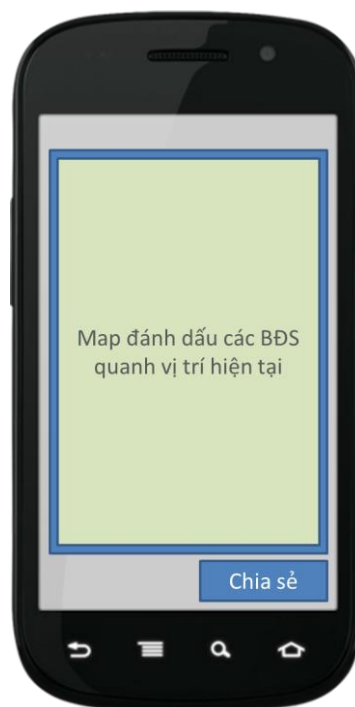 Map đánh dấu các BĐS
quanh vị trí hiện tại
Chia sẻ